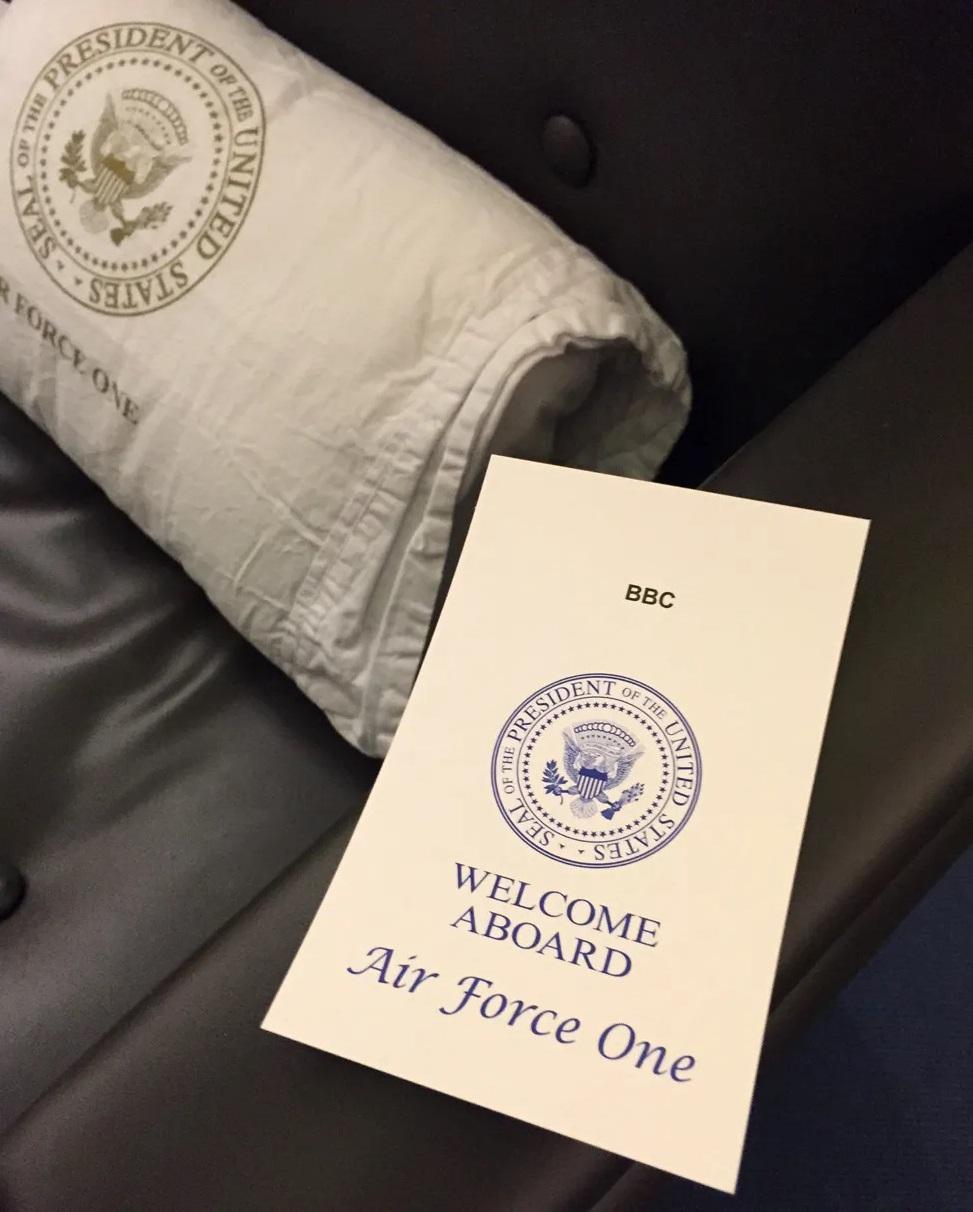 SEAL OF THE PRESIDENT OF THE UNITED STATES
R FORCE ONE
BBC
SEAL OF THE PRESIDENT OF THE UNITED STATES
WELCOME
ABOARD
Air Force One